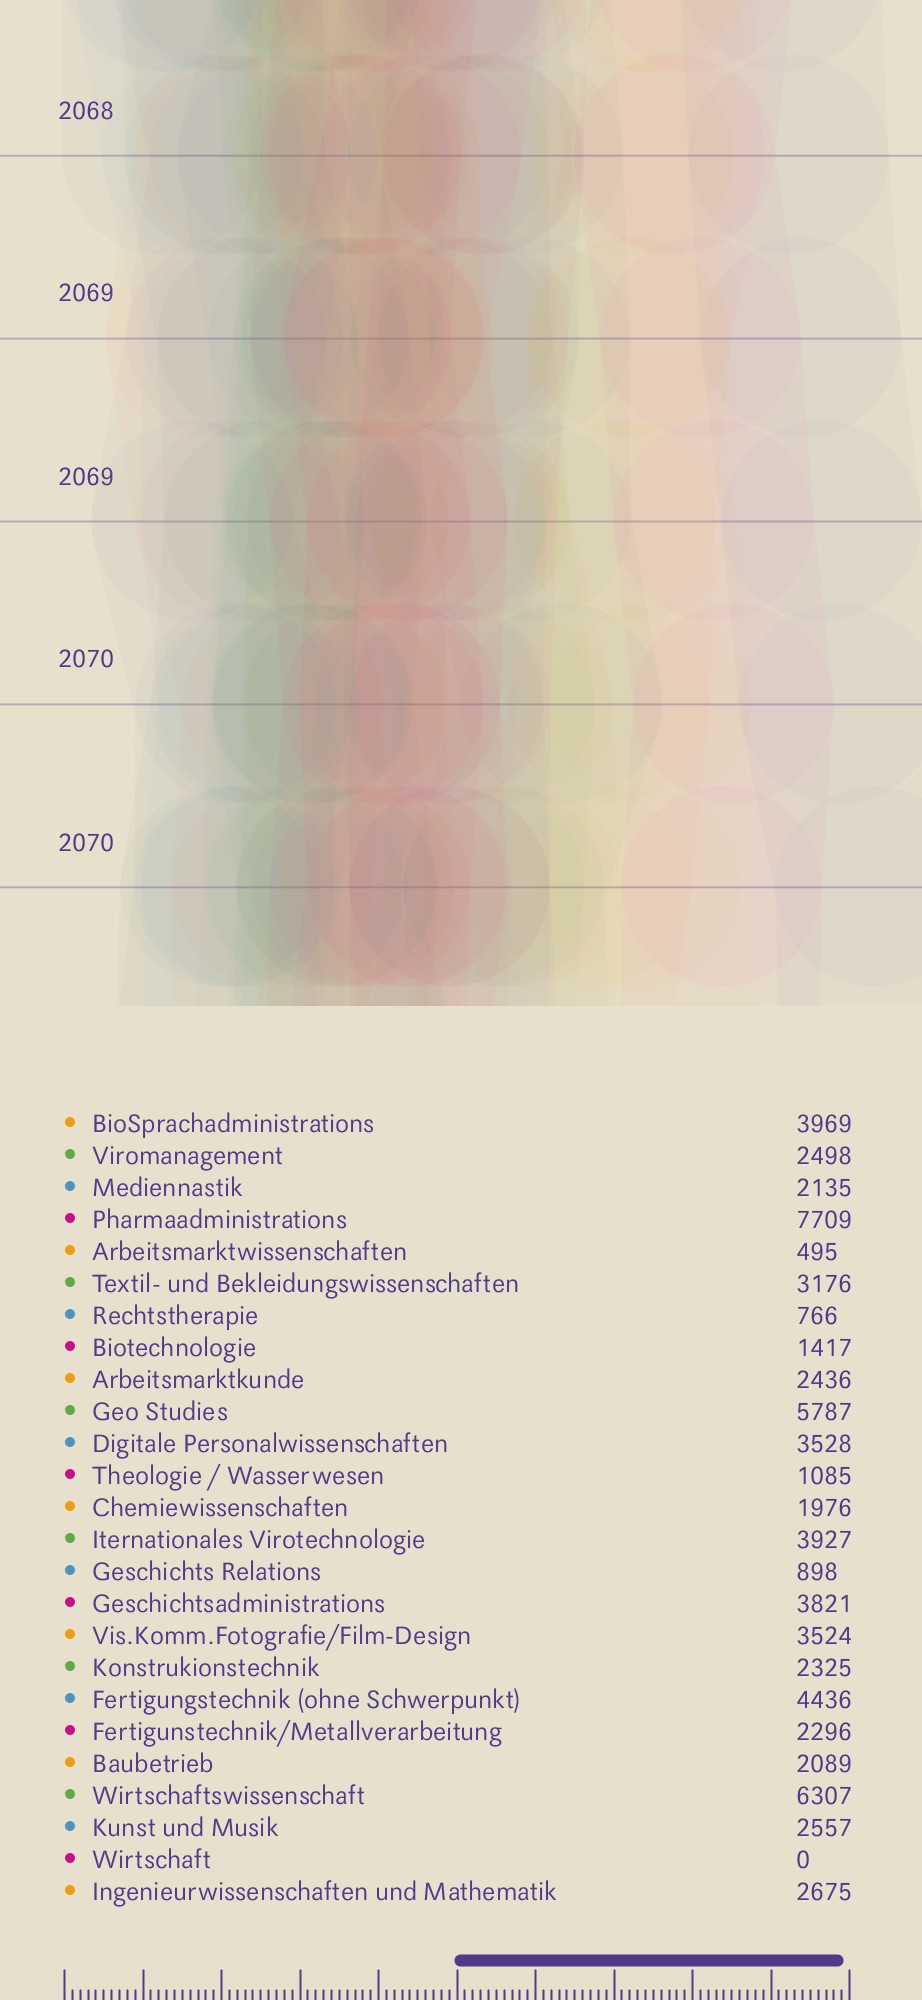 2068
2069
2069
2070
2070
BioSprachadministrations 3969
Viromanagement 2498
Mediennastik 2135
Pharmaadministrations 7709
Arbeitsmarktwissenschaften 495
Textil- und Bekleidungswissenschaften 3176
Rechtstherapie 766
Biotechnologie 1417
Arbeitsmarktkunde 2436
Geo Studies 5787
Digitale Personalwissenschaften 3528
Theologie / Wasserwesen 1085
Chemiewissenschaften 1976
Iternationales Virotechnologie 3927
Geschichts Relations 898
Geschichtsadministrations 3821
Vis.Komm.Fotografie/Film-Design 3524
Konstrukionstechnik 2325
Fertigungstechnik (ohne Schwerpunkt) 4436
Fertigunstechnik/Metallverarbeitung 2296
Baubetrieb 2089
Wirtschaftswissenschaft 6307
Kunst und Musik 2557
Wirtschaft 0
Ingenieurwissenschaften und Mathematik 2675